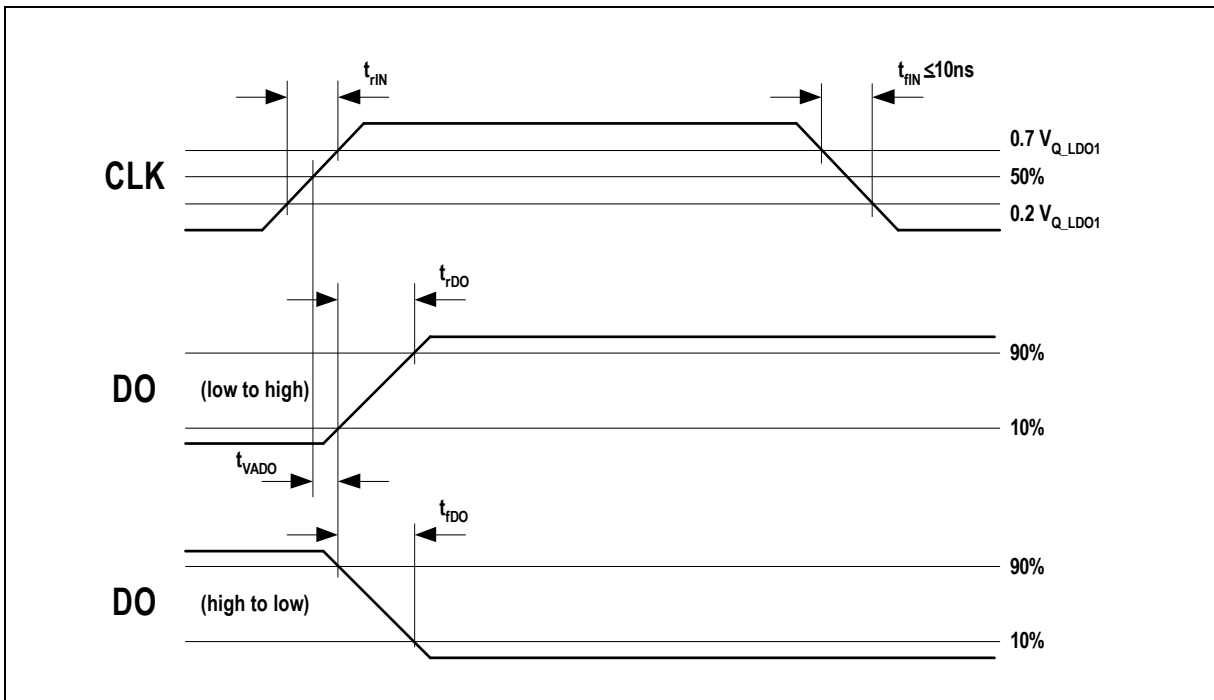 t_rIN
t_fIN ≤10ns
0.7 V_Q_LDO1
CLK
50%
0.2 V_Q_LDO1
t_rDO
90%
DO (low to high)
10%
t_VADO
t_fDO
90%
DO (high to low)
10%